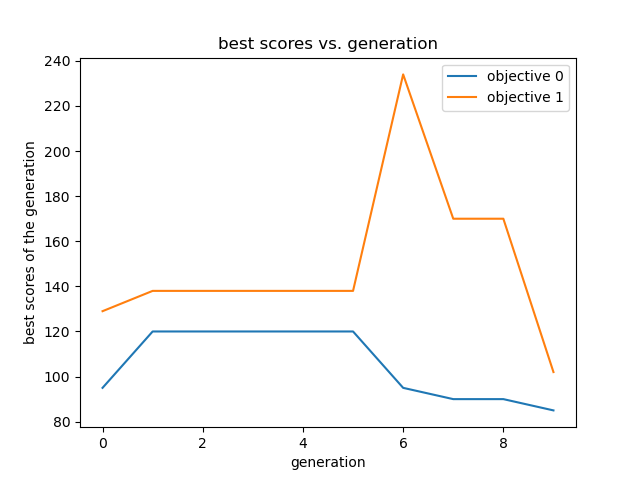 best scores vs. generation
objective 0
objective 1
best scores of the generation
240
220
200
180
160
140
120
100
80
0 2 4 6 8
generation